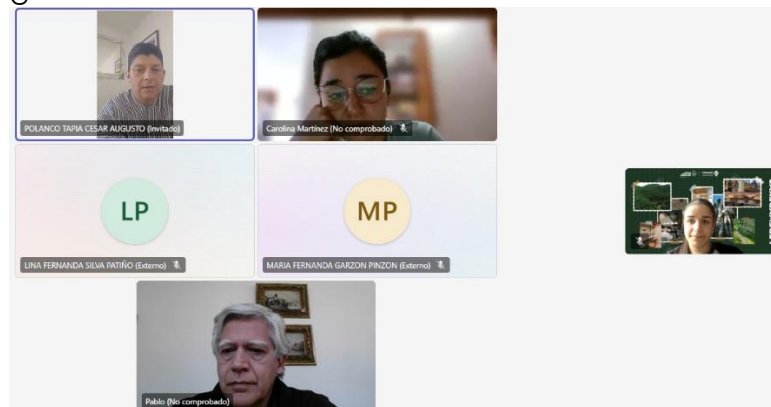 POLANCO TAPIA CESAR AUGUSTO (Invitado)
Carolina Martínez (No comprobado)
LP
LINA FERNANDA SILVA PATIÑO (Externo)
MP
MARIA FERNANDA GARZON PINZON (Externo)
Pablo (No comprobado)